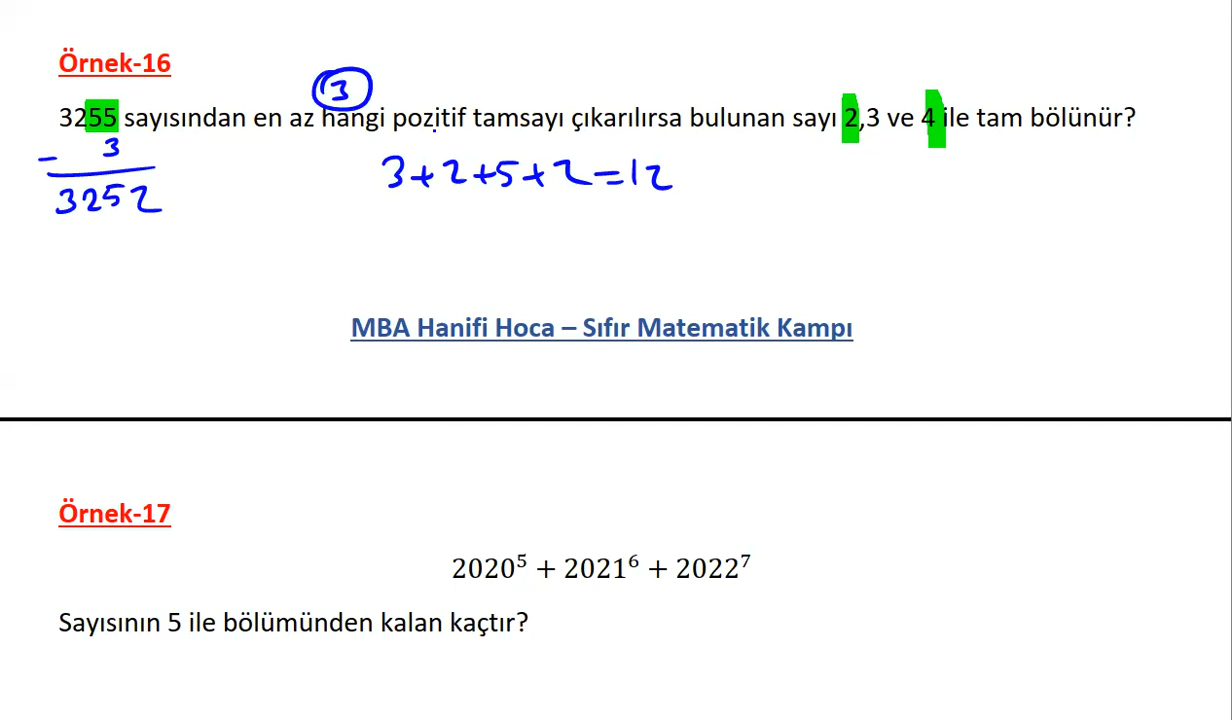 Örnek-16
3
3255 sayısından en az hangi pozitif tamsayı çıkarılırsa bulunan sayı 2,3 ve 4 ile tam bölünür?
- 3
3+2+5+2=12
3252
MBA Hanifi Hoca – Sıfır Matematik Kampı
Örnek-17
2020⁵ + 2021⁶ + 2022⁷
Sayısının 5 ile bölümünden kalan kaçtır?